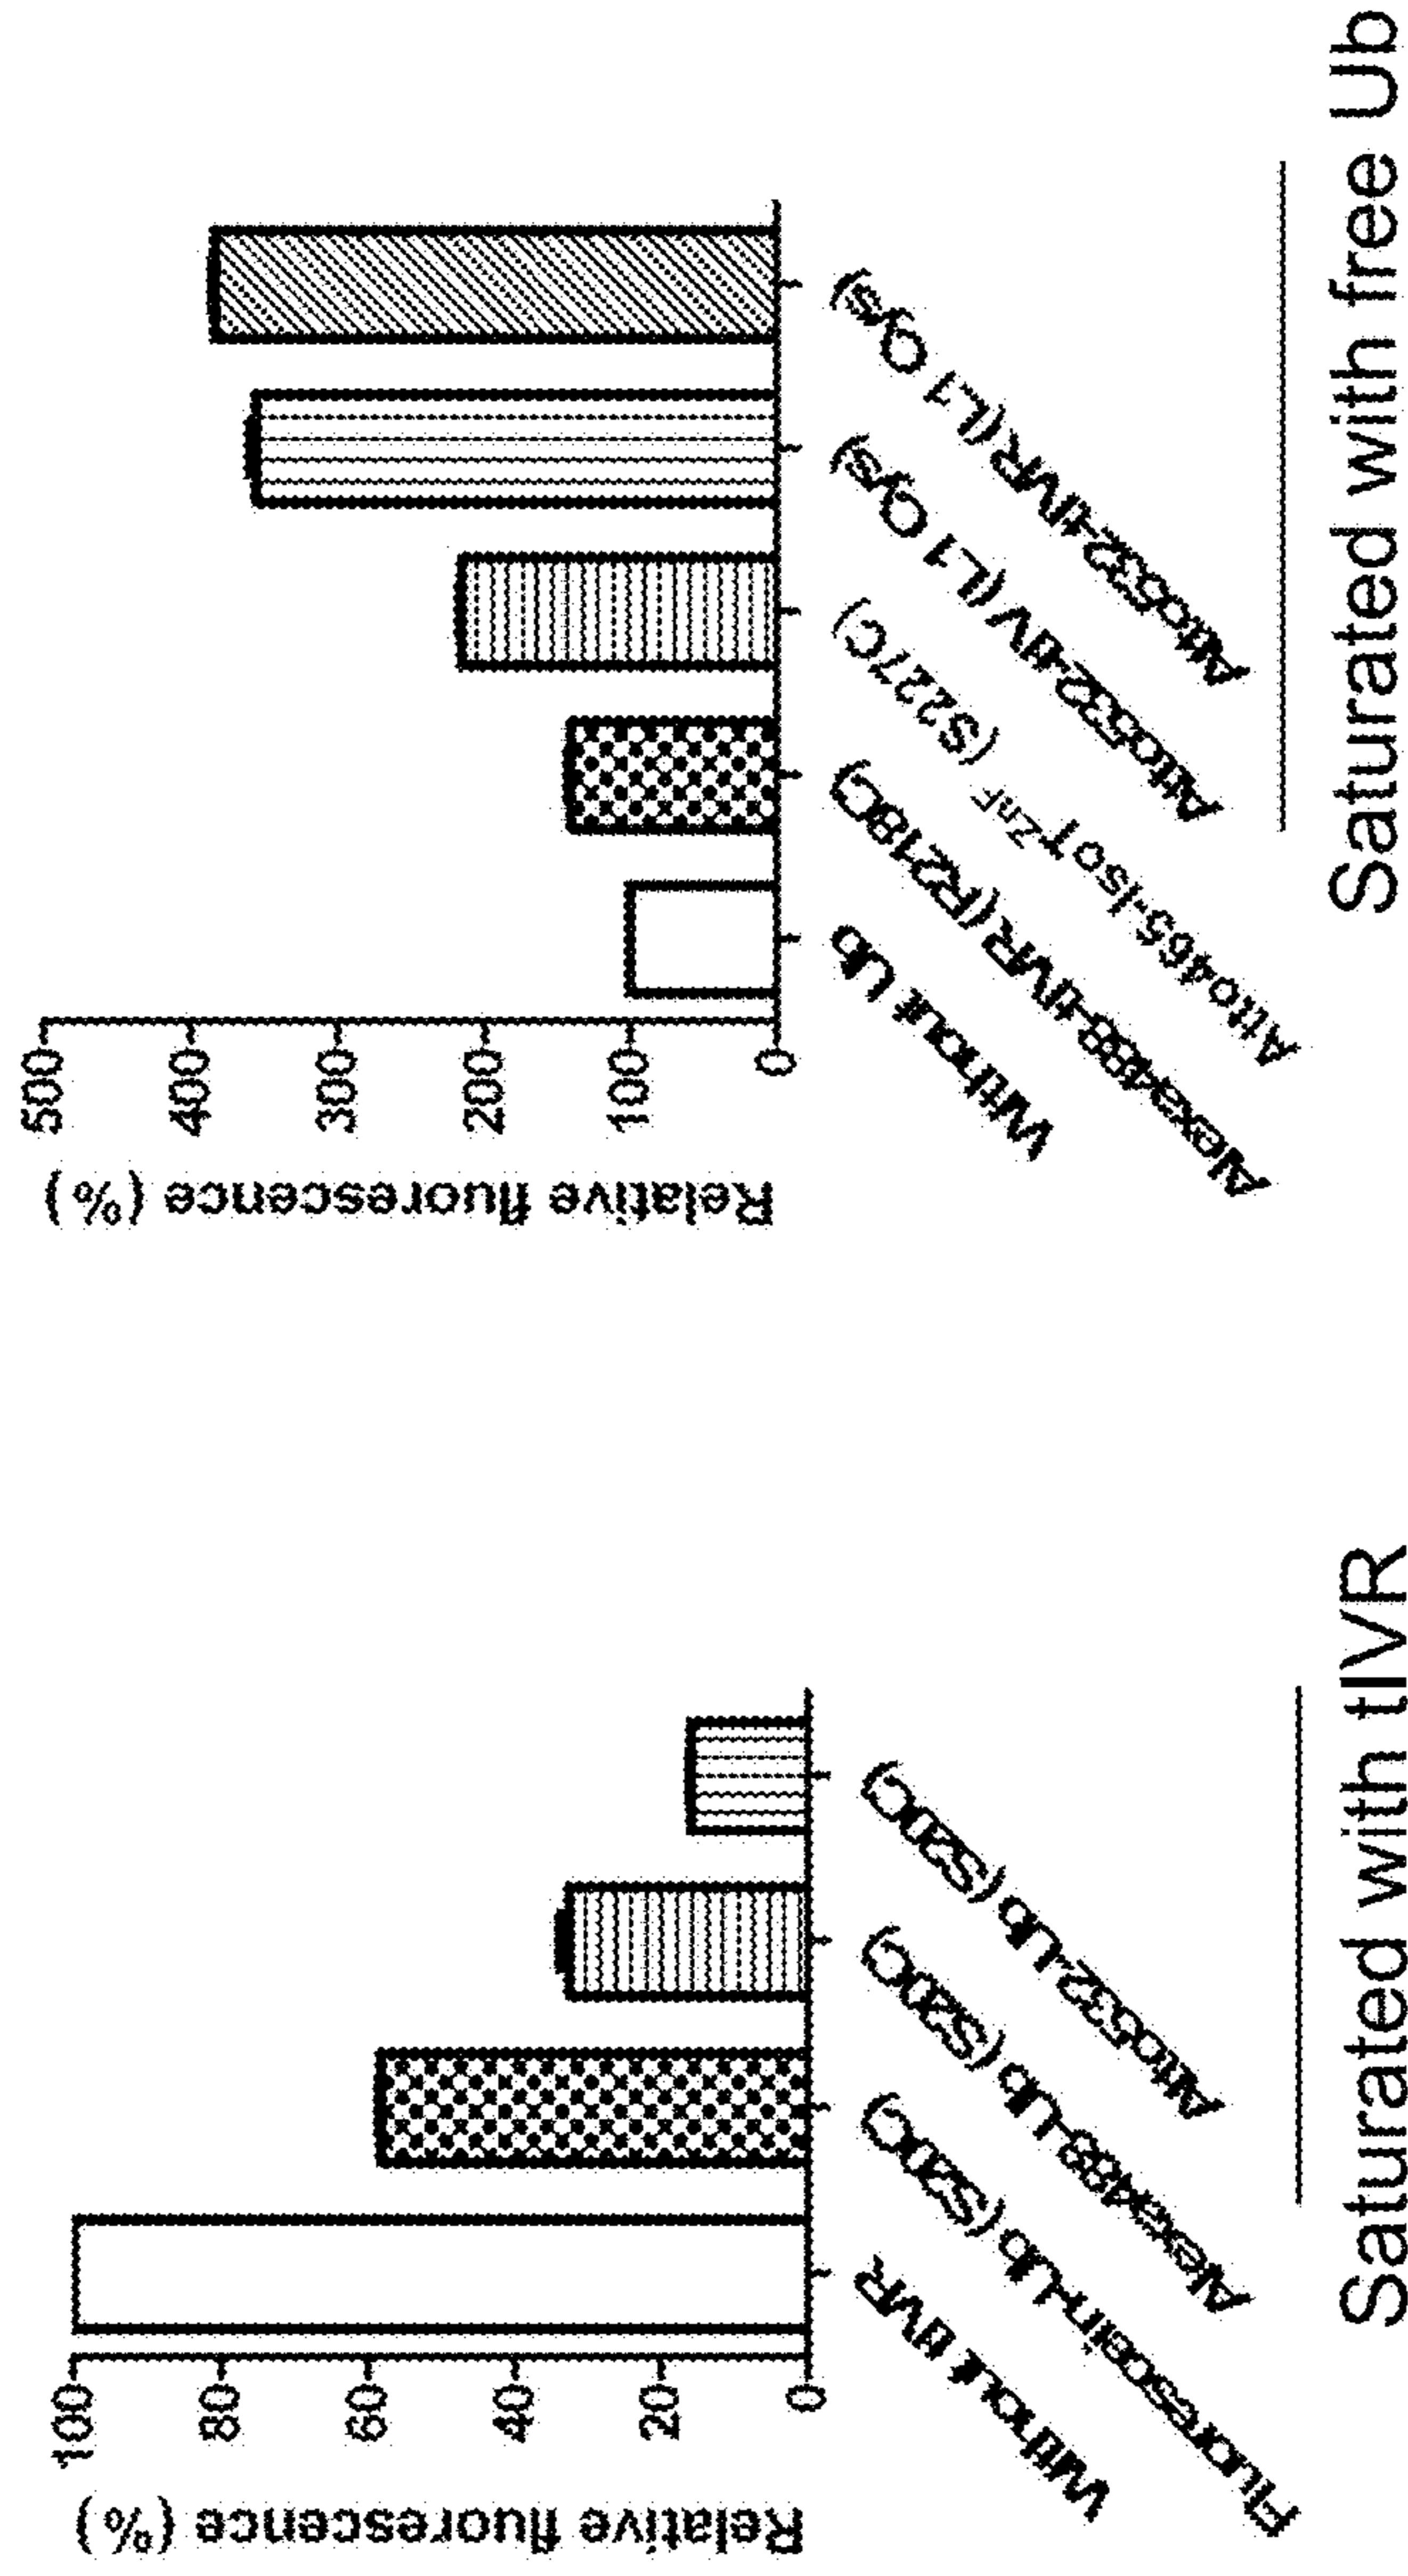 Relative fluorescence (%)
100
80
60
40
20
0
Without tIVR
Fluorescein-Ub (S20C)
Alexa488-Ub (S20C)
Atto532-Ub (S20C)
Saturated with tIVR
Relative fluorescence (%)
500
400
300
200
100
0
Without Ub
Alexa488-tIVR (R218C)
Atto465-IsoT ZnF (S227C)
Atto532-tIV (L1 Cys)
Atto532-tIVR (L1 Cys)
Saturated with free Ub